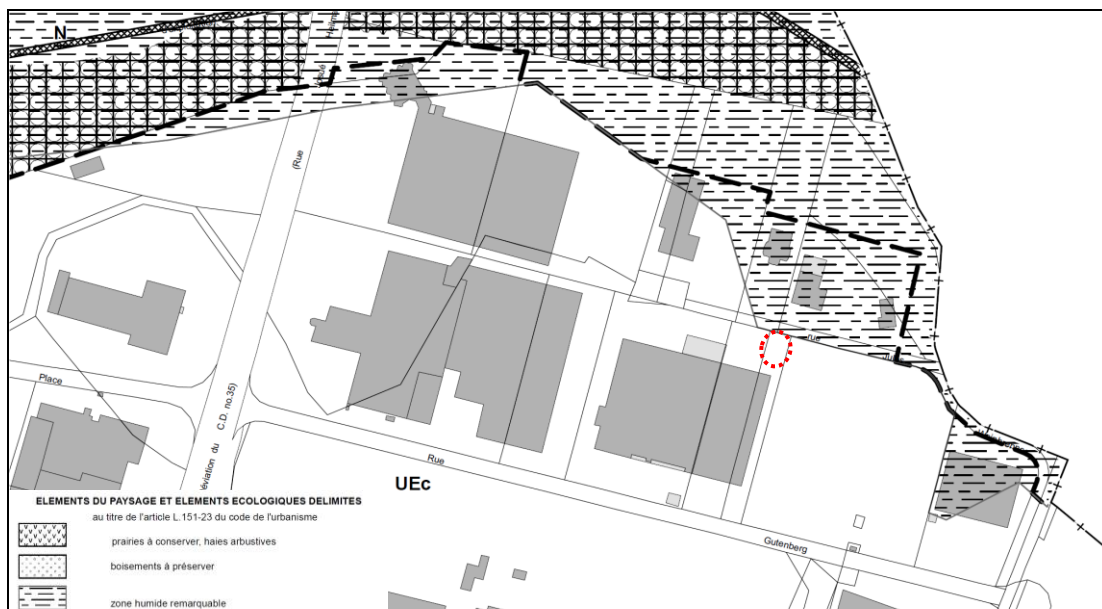 N
(Rue
Place
éviation du C.D. no.35)
Rue
UEc
rue
Gutenberg
ELEMENTS DU PAYSAGE ET ELEMENTS ECOLOGIQUES DELIMITES
au titre de l'article L.151-23 du code de l'urbanisme
prairies à conserver, haies arbustives
boisements à préserver
zone humide remarquable